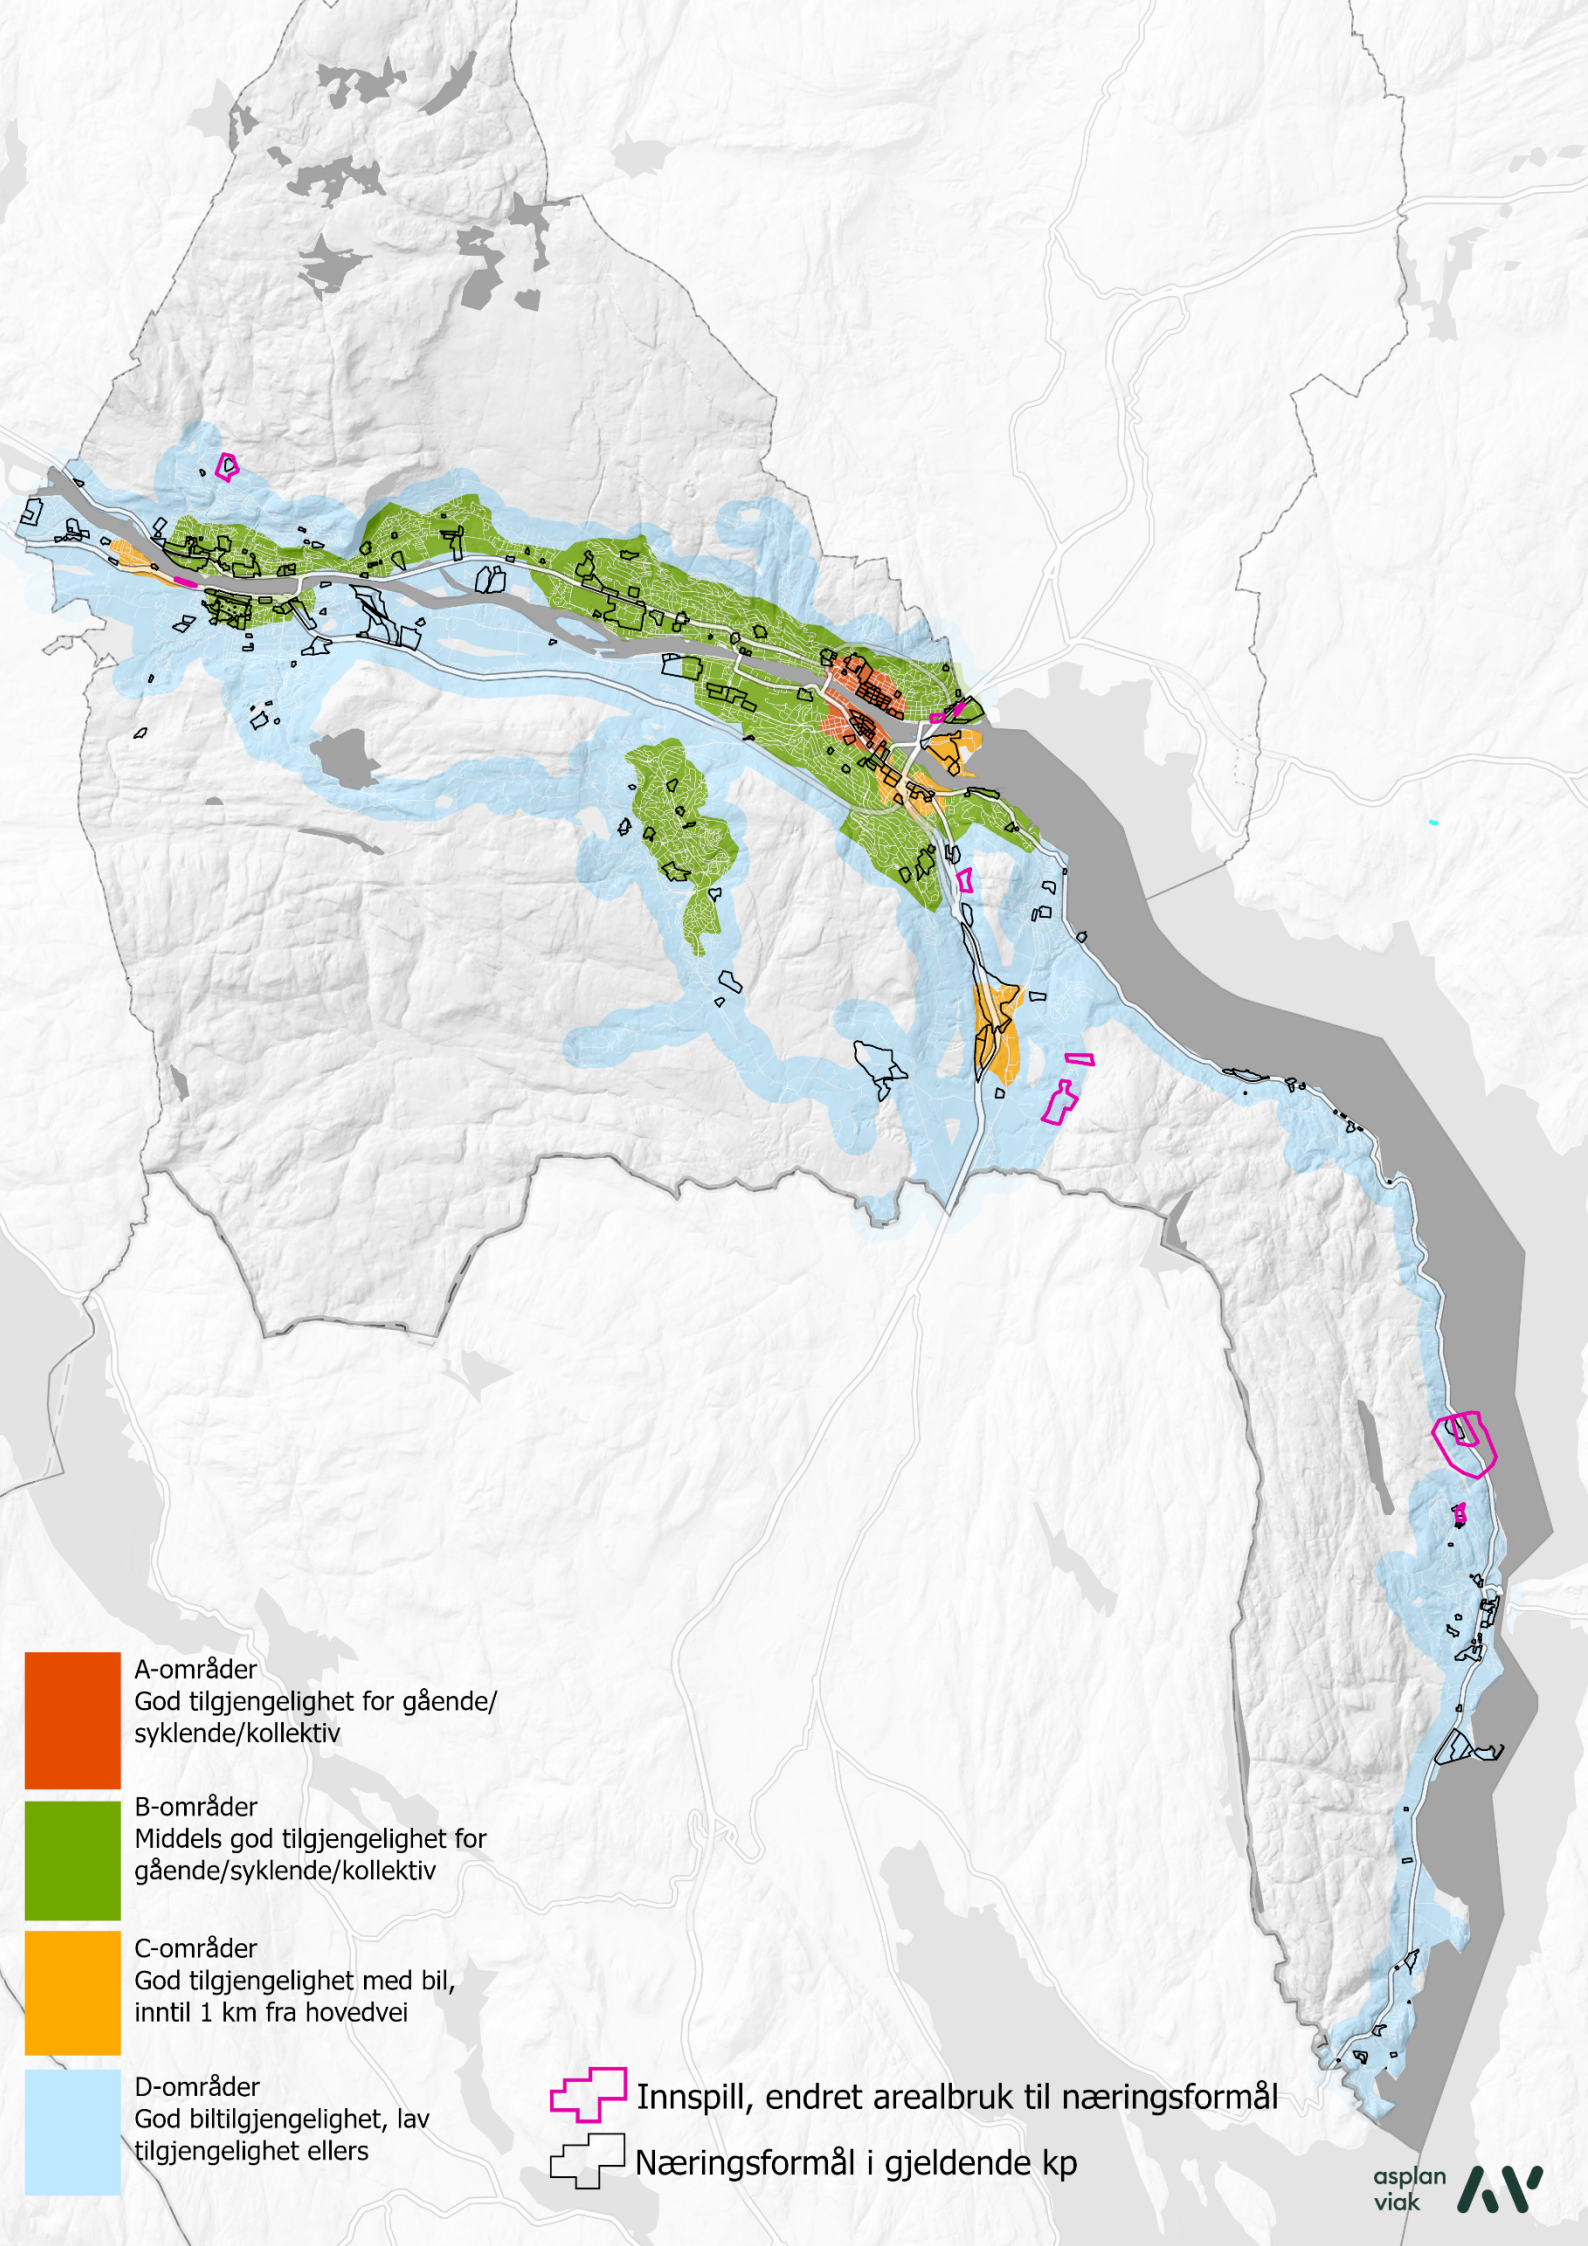 A-områder
God tilgjengelighet for gående/
syklende/kollektiv
B-områder
Middels god tilgjengelighet for
gående/syklende/kollektiv
C-områder
God tilgjengelighet med bil,
inntil 1 km fra hovedvei
D-områder
God biltilgjengelighet, lav
tilgjengelighet ellers
Innspill, endret arealbruk til næringsformål
Næringsformål i gjeldende kp
asplan
viak